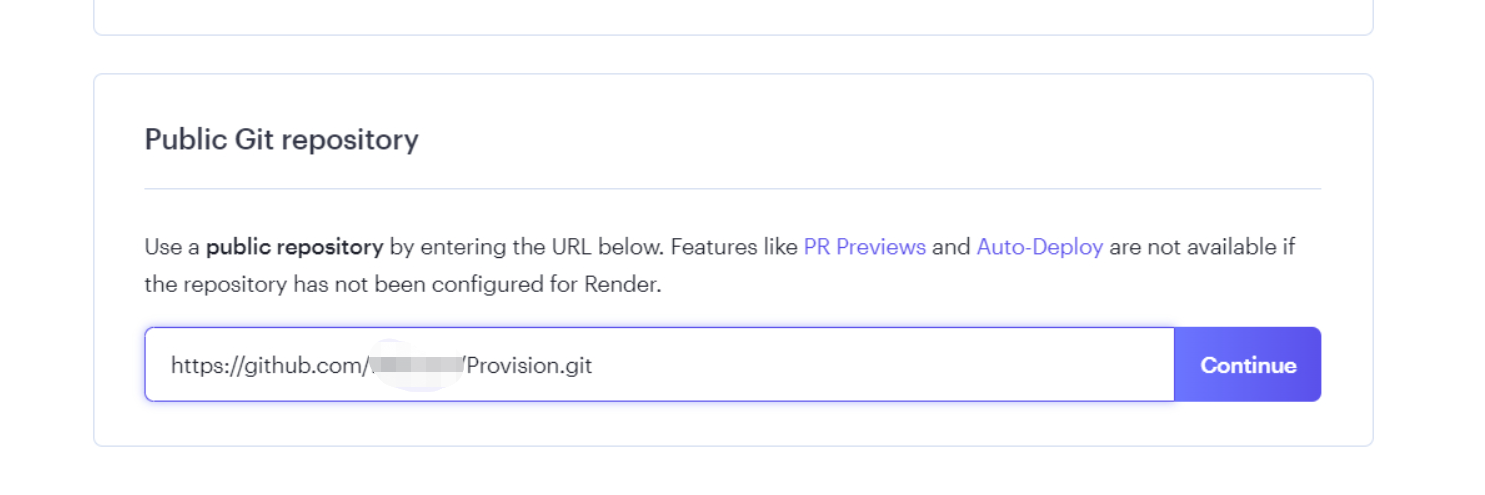 Public Git repository
Use a public repository by entering the URL below. Features like PR Previews and Auto-Deploy are not available if
the repository has not been configured for Render.
https://github.com/ /Provision.git
Continue